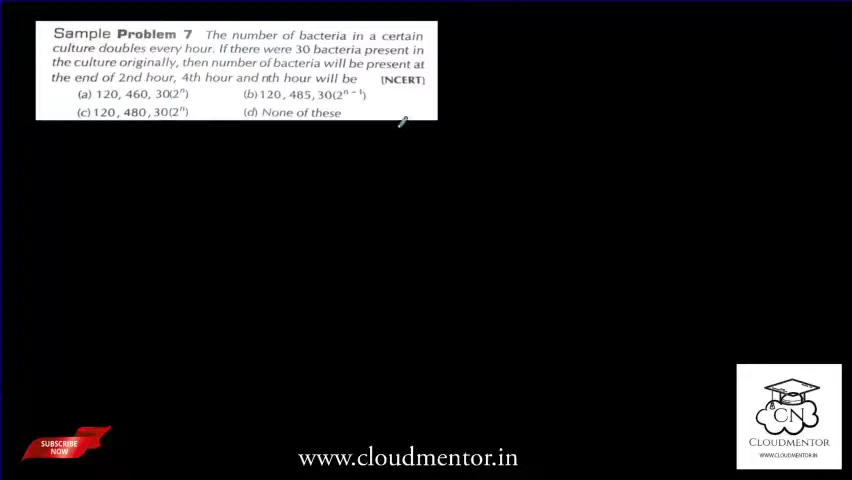 Sample Problem 7 The number of bacteria in a certain
culture doubles every hour. If there were 30 bacteria present in
the culture originally, then number of bacteria will be present at
the end of 2nd hour, 4th hour and nth hour will be [NCERT]
(a) 120, 460, 30(2ⁿ) (b) 120, 485, 30(2ⁿ⁻¹)
(c) 120, 480, 30(2ⁿ) (d) None of these
CN
CLOUDMENTOR
WWW.CLOUDMENTOR.IN
SUBSCRIBE
NOW
www.cloudmentor.in